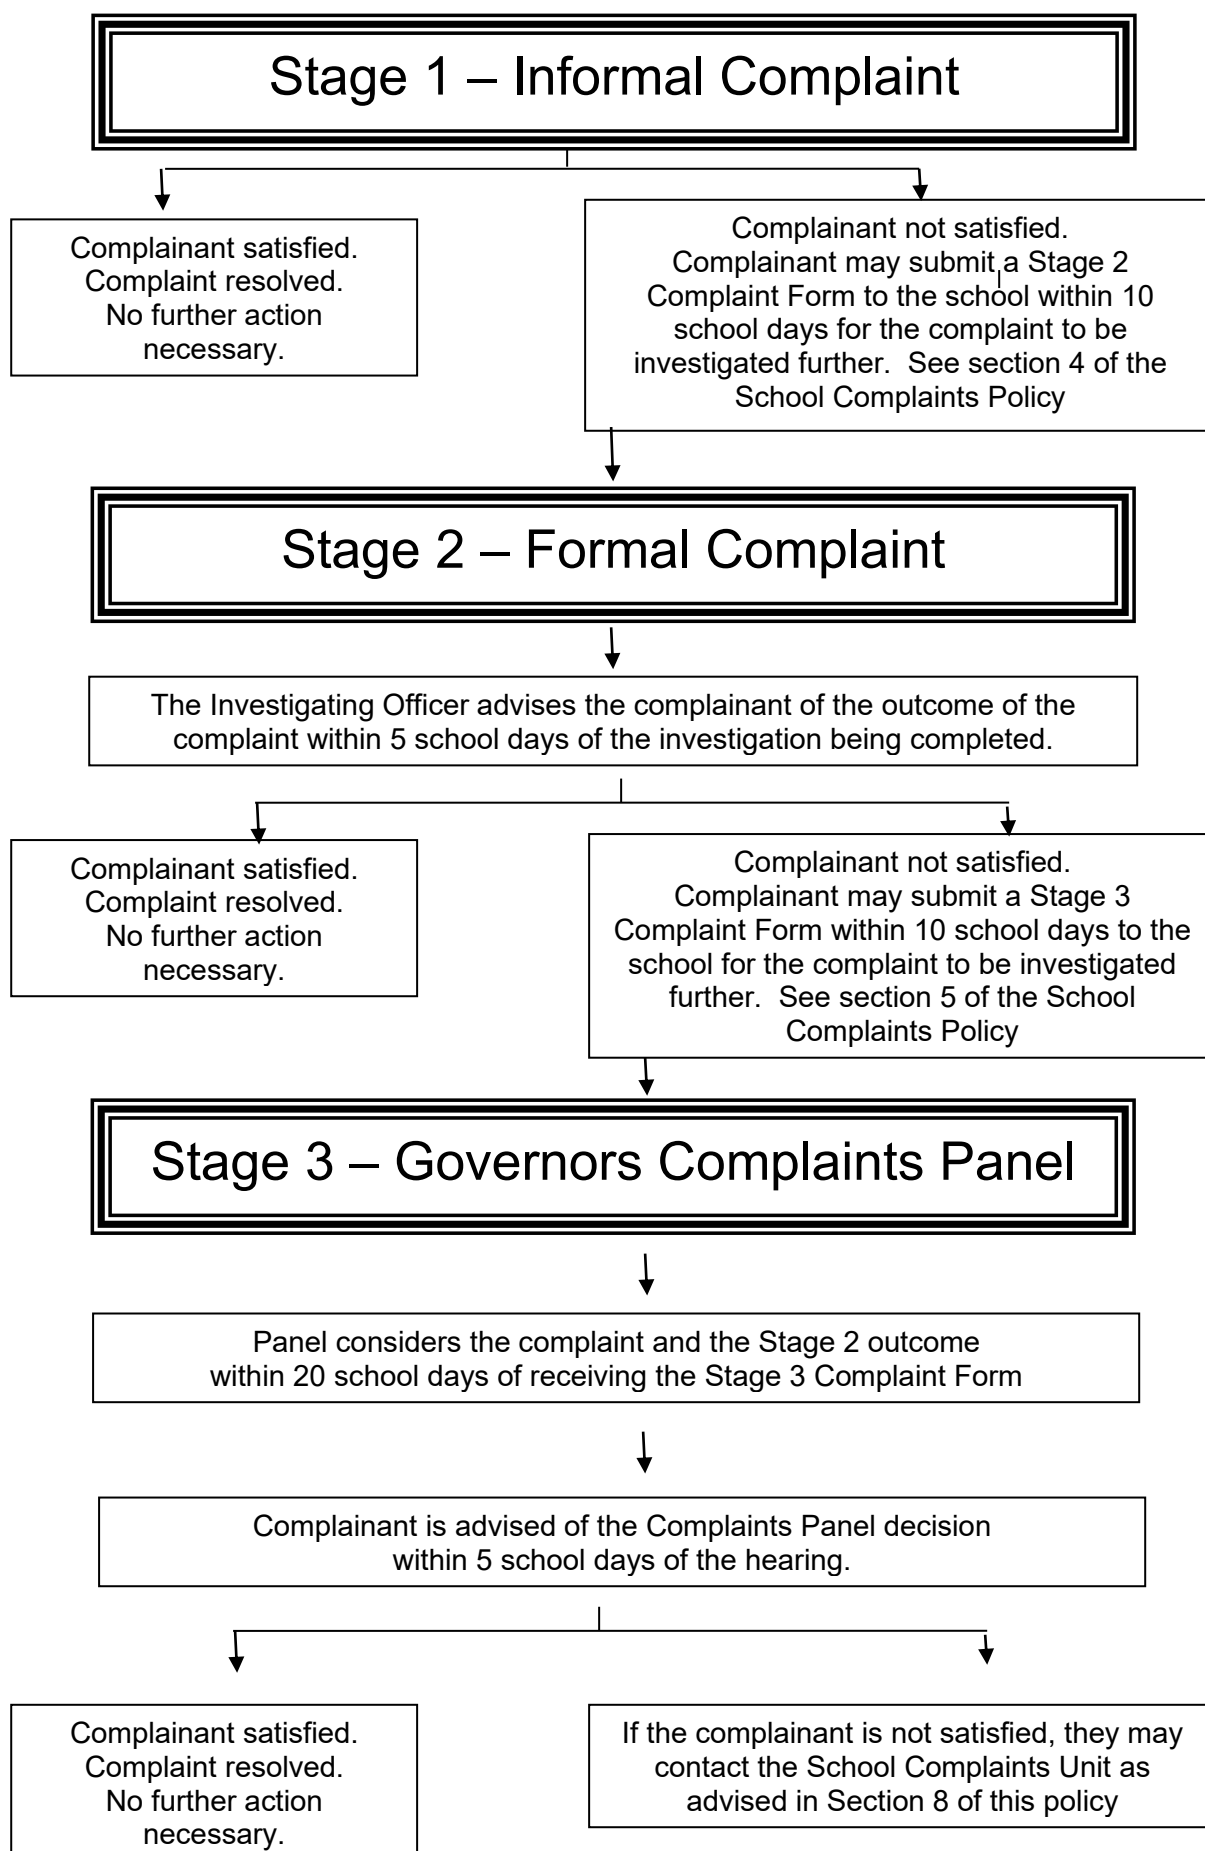 Stage 1 – Informal Complaint
Complainant satisfied.
Complaint resolved.
No further action
necessary.
Complainant not satisfied.
Complainant may submit a Stage 2
Complaint Form to the school within 10
school days for the complaint to be
investigated further.  See section 4 of the
School Complaints Policy
Stage 2 – Formal Complaint
The Investigating Officer advises the complainant of the outcome of the
complaint within 5 school days of the investigation being completed.
Complainant satisfied.
Complaint resolved.
No further action
necessary.
Complainant not satisfied.
Complainant may submit a Stage 3
Complaint Form within 10 school days to the
school for the complaint to be investigated
further.  See section 5 of the School
Complaints Policy
Stage 3 – Governors Complaints Panel
Panel considers the complaint and the Stage 2 outcome
within 20 school days of receiving the Stage 3 Complaint Form
Complainant is advised of the Complaints Panel decision
within 5 school days of the hearing.
Complainant satisfied.
Complaint resolved.
No further action
necessary.
If the complainant is not satisfied, they may
contact the School Complaints Unit as
advised in Section 8 of this policy